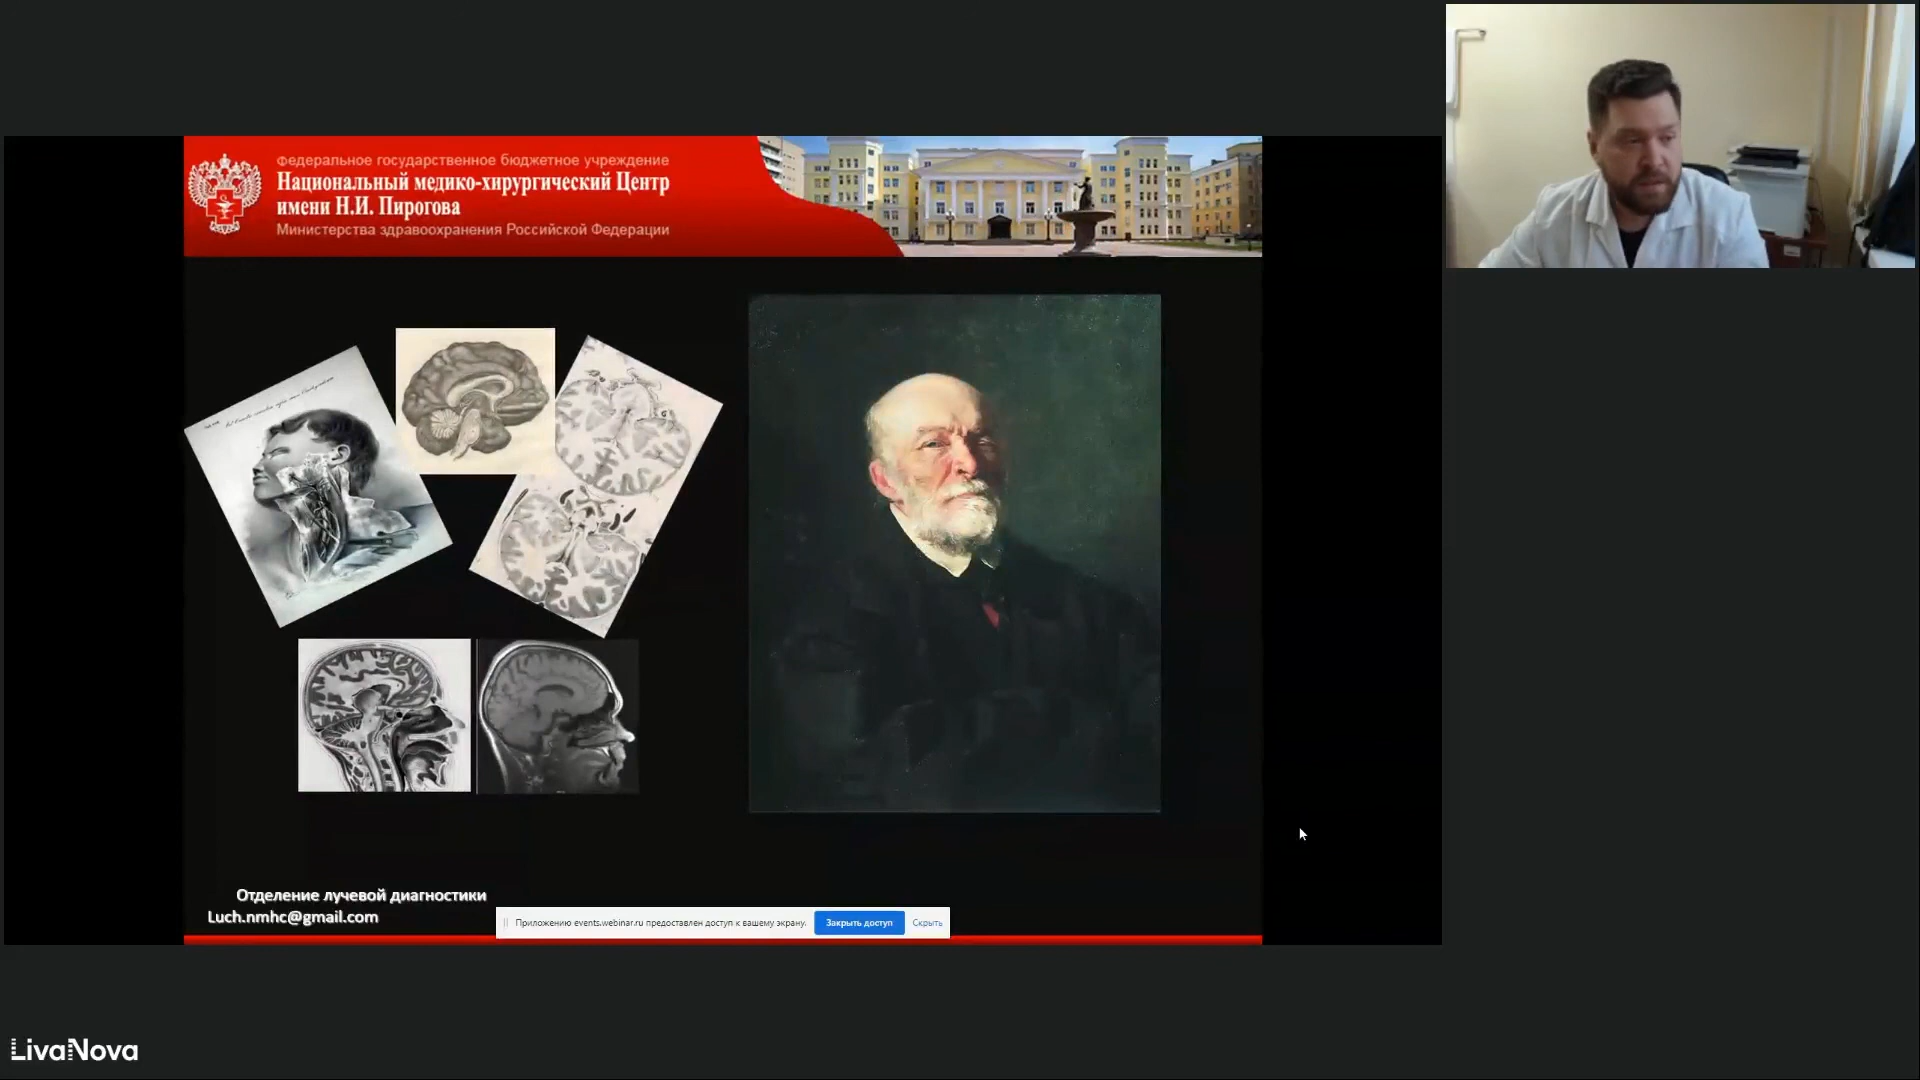 Федеральное государственное бюджетное учреждение
Национальный медико-хирургический Центр
имени Н.И. Пирогова
Министерства здравоохранения Российской Федерации
Отделение лучевой диагностики
Luch.nmhc@gmail.com
Приложению events.webinar.ru предоставлен доступ к вашему экрану.
Закрыть доступ
Скрыть
LivaNova